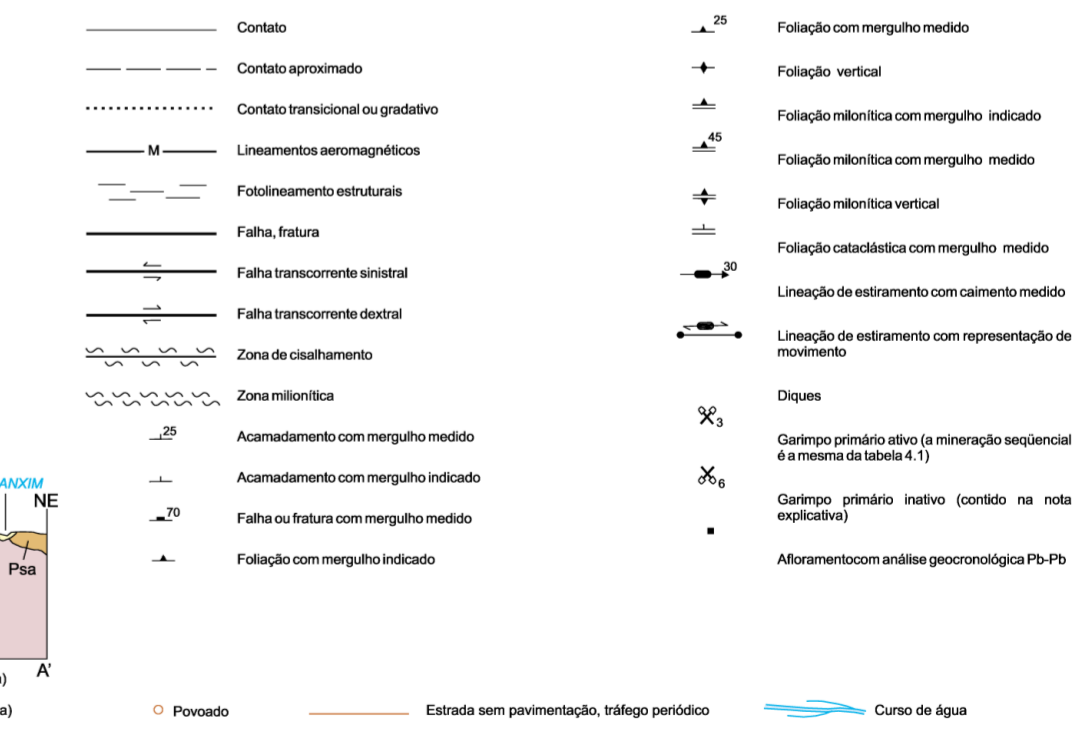 Contato
Contato aproximado
Contato transicional ou gradativo
M
Lineamentos aeromagnéticos
Fotolineamento estruturais
Falha, fratura
Falha transcorrente sinistral
Falha transcorrente dextral
Zona de cisalhamento
Zona milionítica
25
Acamadamento com mergulho medido
Acamadamento com mergulho indicado
70
Falha ou fratura com mergulho medido
Foliação com mergulho indicado
25
Foliação com mergulho medido
Foliação vertical
Foliação milonítica com mergulho indicado
45
Foliação milonítica com mergulho medido
Foliação milonítica vertical
Foliação cataclástica com mergulho medido
30
Lineação de estiramento com caimento medido
Lineação de estiramento com representação de
movimento
Diques
3
Garimpo primário ativo (a mineração seqüencial
é a mesma da tabela 4.1)
6
Garimpo primário inativo (contido na nota
explicativa)
Afloramentocom análise geocronológica Pb-Pb
ANXIM
NE
Psa
A'
)
a)
Povoado
Estrada sem pavimentação, tráfego periódico
Curso de água